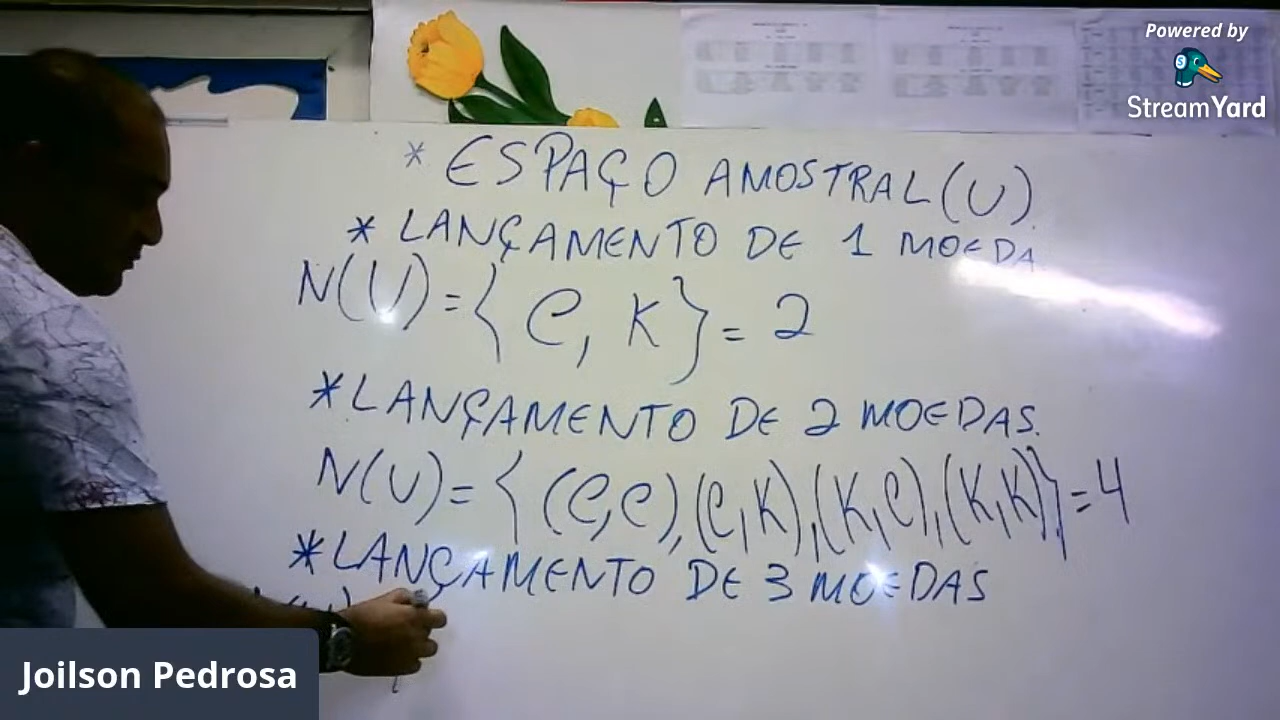 Powered by
StreamYard
* ESPAÇO AMOSTRAL (U)
* LANÇAMENTO DE 1 MOEDA
N(U) = { C, K } = 2
* LANÇAMENTO DE 2 MOEDAS.
N(U) = { (C,C), (C,K), (K,C), (K,K) } = 4
* LANÇAMENTO DE 3 MOEDAS
Joilson Pedrosa